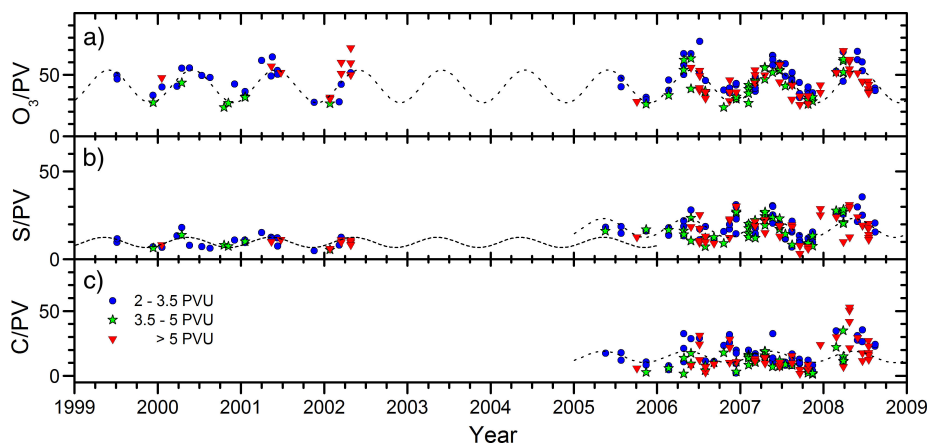 a)
O3/PV
50
0
b)
S/PV
50
0
c)
C/PV
50
0
2 - 3.5 PVU
3.5 - 5 PVU
> 5 PVU
1999 2000 2001 2002 2003 2004 2005 2006 2007 2008 2009
Year